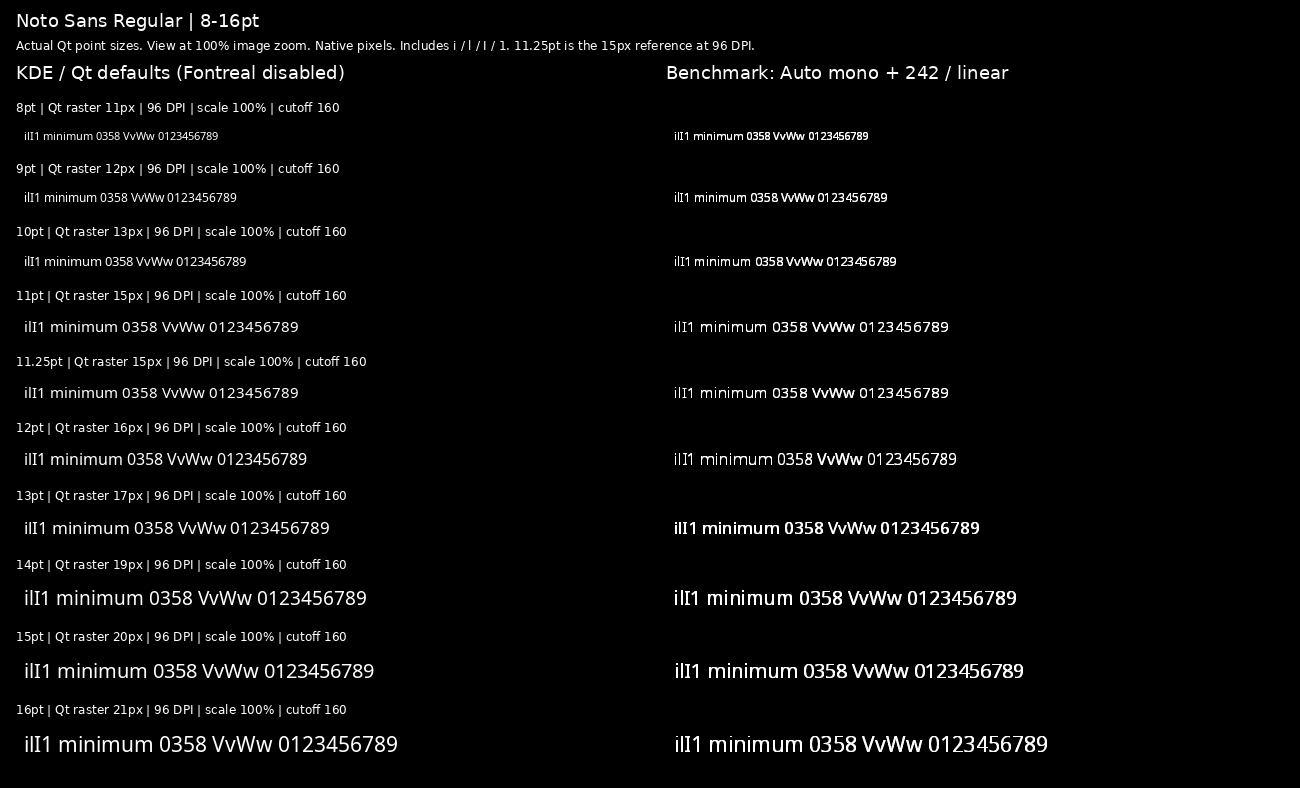 Noto Sans Regular | 8-16pt
Actual Qt point sizes. View at 100% image zoom. Native pixels. Includes i / l / I / 1. 11.25pt is the 15px reference at 96 DPI.
KDE / Qt defaults (Fontreal disabled)
Benchmark: Auto mono + 242 / linear
8pt | Qt raster 11px | 96 DPI | scale 100% | cutoff 160
ilI1 minimum 0358 VvWw 0123456789
ilI1 minimum 0358 VvWw 0123456789
9pt | Qt raster 12px | 96 DPI | scale 100% | cutoff 160
ilI1 minimum 0358 VvWw 0123456789
ilI1 minimum 0358 VvWw 0123456789
10pt | Qt raster 13px | 96 DPI | scale 100% | cutoff 160
ilI1 minimum 0358 VvWw 0123456789
ilI1 minimum 0358 VvWw 0123456789
11pt | Qt raster 15px | 96 DPI | scale 100% | cutoff 160
ilI1 minimum 0358 VvWw 0123456789
ilI1 minimum 0358 VvWw 0123456789
11.25pt | Qt raster 15px | 96 DPI | scale 100% | cutoff 160
ilI1 minimum 0358 VvWw 0123456789
ilI1 minimum 0358 VvWw 0123456789
12pt | Qt raster 16px | 96 DPI | scale 100% | cutoff 160
ilI1 minimum 0358 VvWw 0123456789
ilI1 minimum 0358 VvWw 0123456789
13pt | Qt raster 17px | 96 DPI | scale 100% | cutoff 160
ilI1 minimum 0358 VvWw 0123456789
ilI1 minimum 0358 VvWw 0123456789
14pt | Qt raster 19px | 96 DPI | scale 100% | cutoff 160
ilI1 minimum 0358 VvWw 0123456789
ilI1 minimum 0358 VvWw 0123456789
15pt | Qt raster 20px | 96 DPI | scale 100% | cutoff 160
ilI1 minimum 0358 VvWw 0123456789
ilI1 minimum 0358 VvWw 0123456789
16pt | Qt raster 21px | 96 DPI | scale 100% | cutoff 160
ilI1 minimum 0358 VvWw 0123456789
ilI1 minimum 0358 VvWw 0123456789